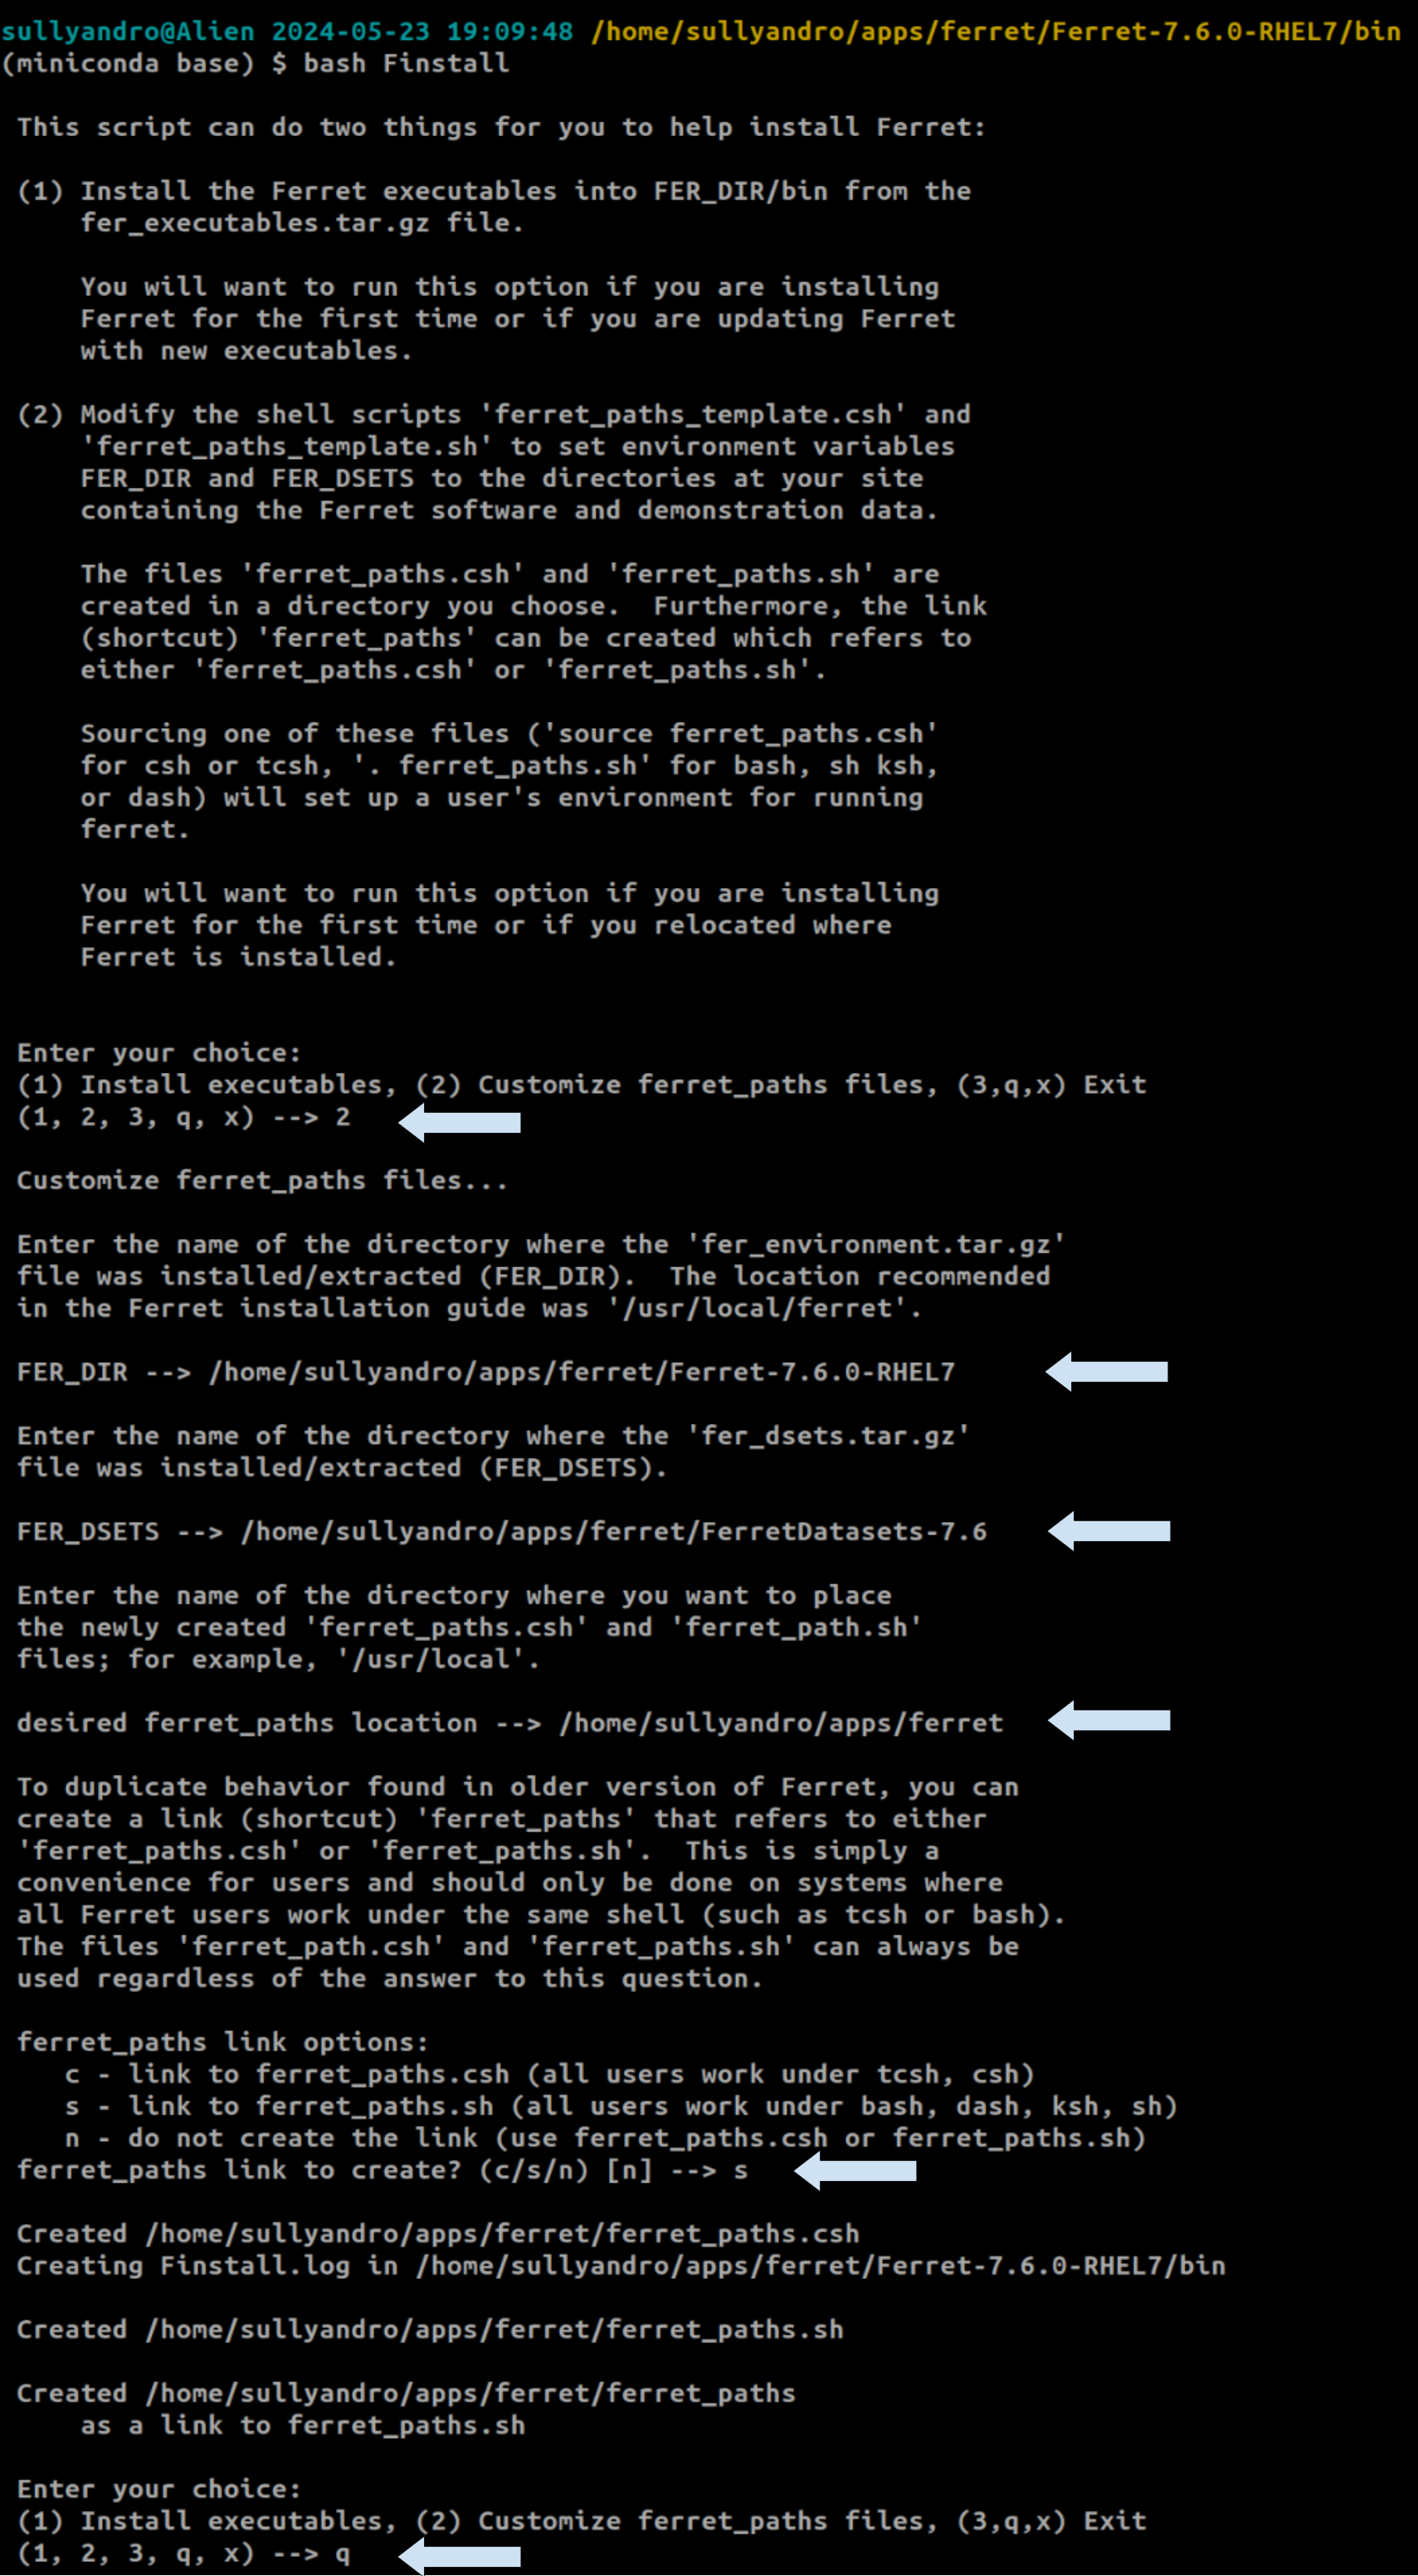 sullyandro@Alien 2024-05-23 19:09:48 /home/sullyandro/apps/ferret/Ferret-7.6.0-RHEL7/bin
(miniconda base) $ bash Finstall
This script can do two things for you to help install Ferret:
(1) Install the Ferret executables into FER_DIR/bin from the
fer_executables.tar.gz file.
You will want to run this option if you are installing
Ferret for the first time or if you are updating Ferret
with new executables.
(2) Modify the shell scripts 'ferret_paths_template.csh' and
'ferret_paths_template.sh' to set environment variables
FER_DIR and FER_DSETS to the directories at your site
containing the Ferret software and demonstration data.
The files 'ferret_paths.csh' and 'ferret_paths.sh' are
created in a directory you choose.  Furthermore, the link
(shortcut) 'ferret_paths' can be created which refers to
either 'ferret_paths.csh' or 'ferret_paths.sh'.
Sourcing one of these files ('source ferret_paths.csh'
for csh or tcsh, '. ferret_paths.sh' for bash, sh ksh,
or dash) will set up a user's environment for running
ferret.
You will want to run this option if you are installing
Ferret for the first time or if you relocated where
Ferret is installed.
Enter your choice:
(1) Install executables, (2) Customize ferret_paths files, (3,q,x) Exit
(1, 2, 3, q, x) --> 2
Customize ferret_paths files...
Enter the name of the directory where the 'fer_environment.tar.gz'
file was installed/extracted (FER_DIR).  The location recommended
in the Ferret installation guide was '/usr/local/ferret'.
FER_DIR --> /home/sullyandro/apps/ferret/Ferret-7.6.0-RHEL7
Enter the name of the directory where the 'fer_dsets.tar.gz'
file was installed/extracted (FER_DSETS).
FER_DSETS --> /home/sullyandro/apps/ferret/FerretDatasets-7.6
Enter the name of the directory where you want to place
the newly created 'ferret_paths.csh' and 'ferret_path.sh'
files; for example, '/usr/local'.
desired ferret_paths location --> /home/sullyandro/apps/ferret
To duplicate behavior found in older version of Ferret, you can
create a link (shortcut) 'ferret_paths' that refers to either
'ferret_paths.csh' or 'ferret_paths.sh'.  This is simply a
convenience for users and should only be done on systems where
all Ferret users work under the same shell (such as tcsh or bash).
The files 'ferret_path.csh' and 'ferret_paths.sh' can always be
used regardless of the answer to this question.
ferret_paths link options:
c - link to ferret_paths.csh (all users work under tcsh, csh)
s - link to ferret_paths.sh (all users work under bash, dash, ksh, sh)
n - do not create the link (use ferret_paths.csh or ferret_paths.sh)
ferret_paths link to create? (c/s/n) [n] --> s
Created /home/sullyandro/apps/ferret/ferret_paths.csh
Creating Finstall.log in /home/sullyandro/apps/ferret/Ferret-7.6.0-RHEL7/bin
Created /home/sullyandro/apps/ferret/ferret_paths.sh
Created /home/sullyandro/apps/ferret/ferret_paths
as a link to ferret_paths.sh
Enter your choice:
(1) Install executables, (2) Customize ferret_paths files, (3,q,x) Exit
(1, 2, 3, q, x) --> q